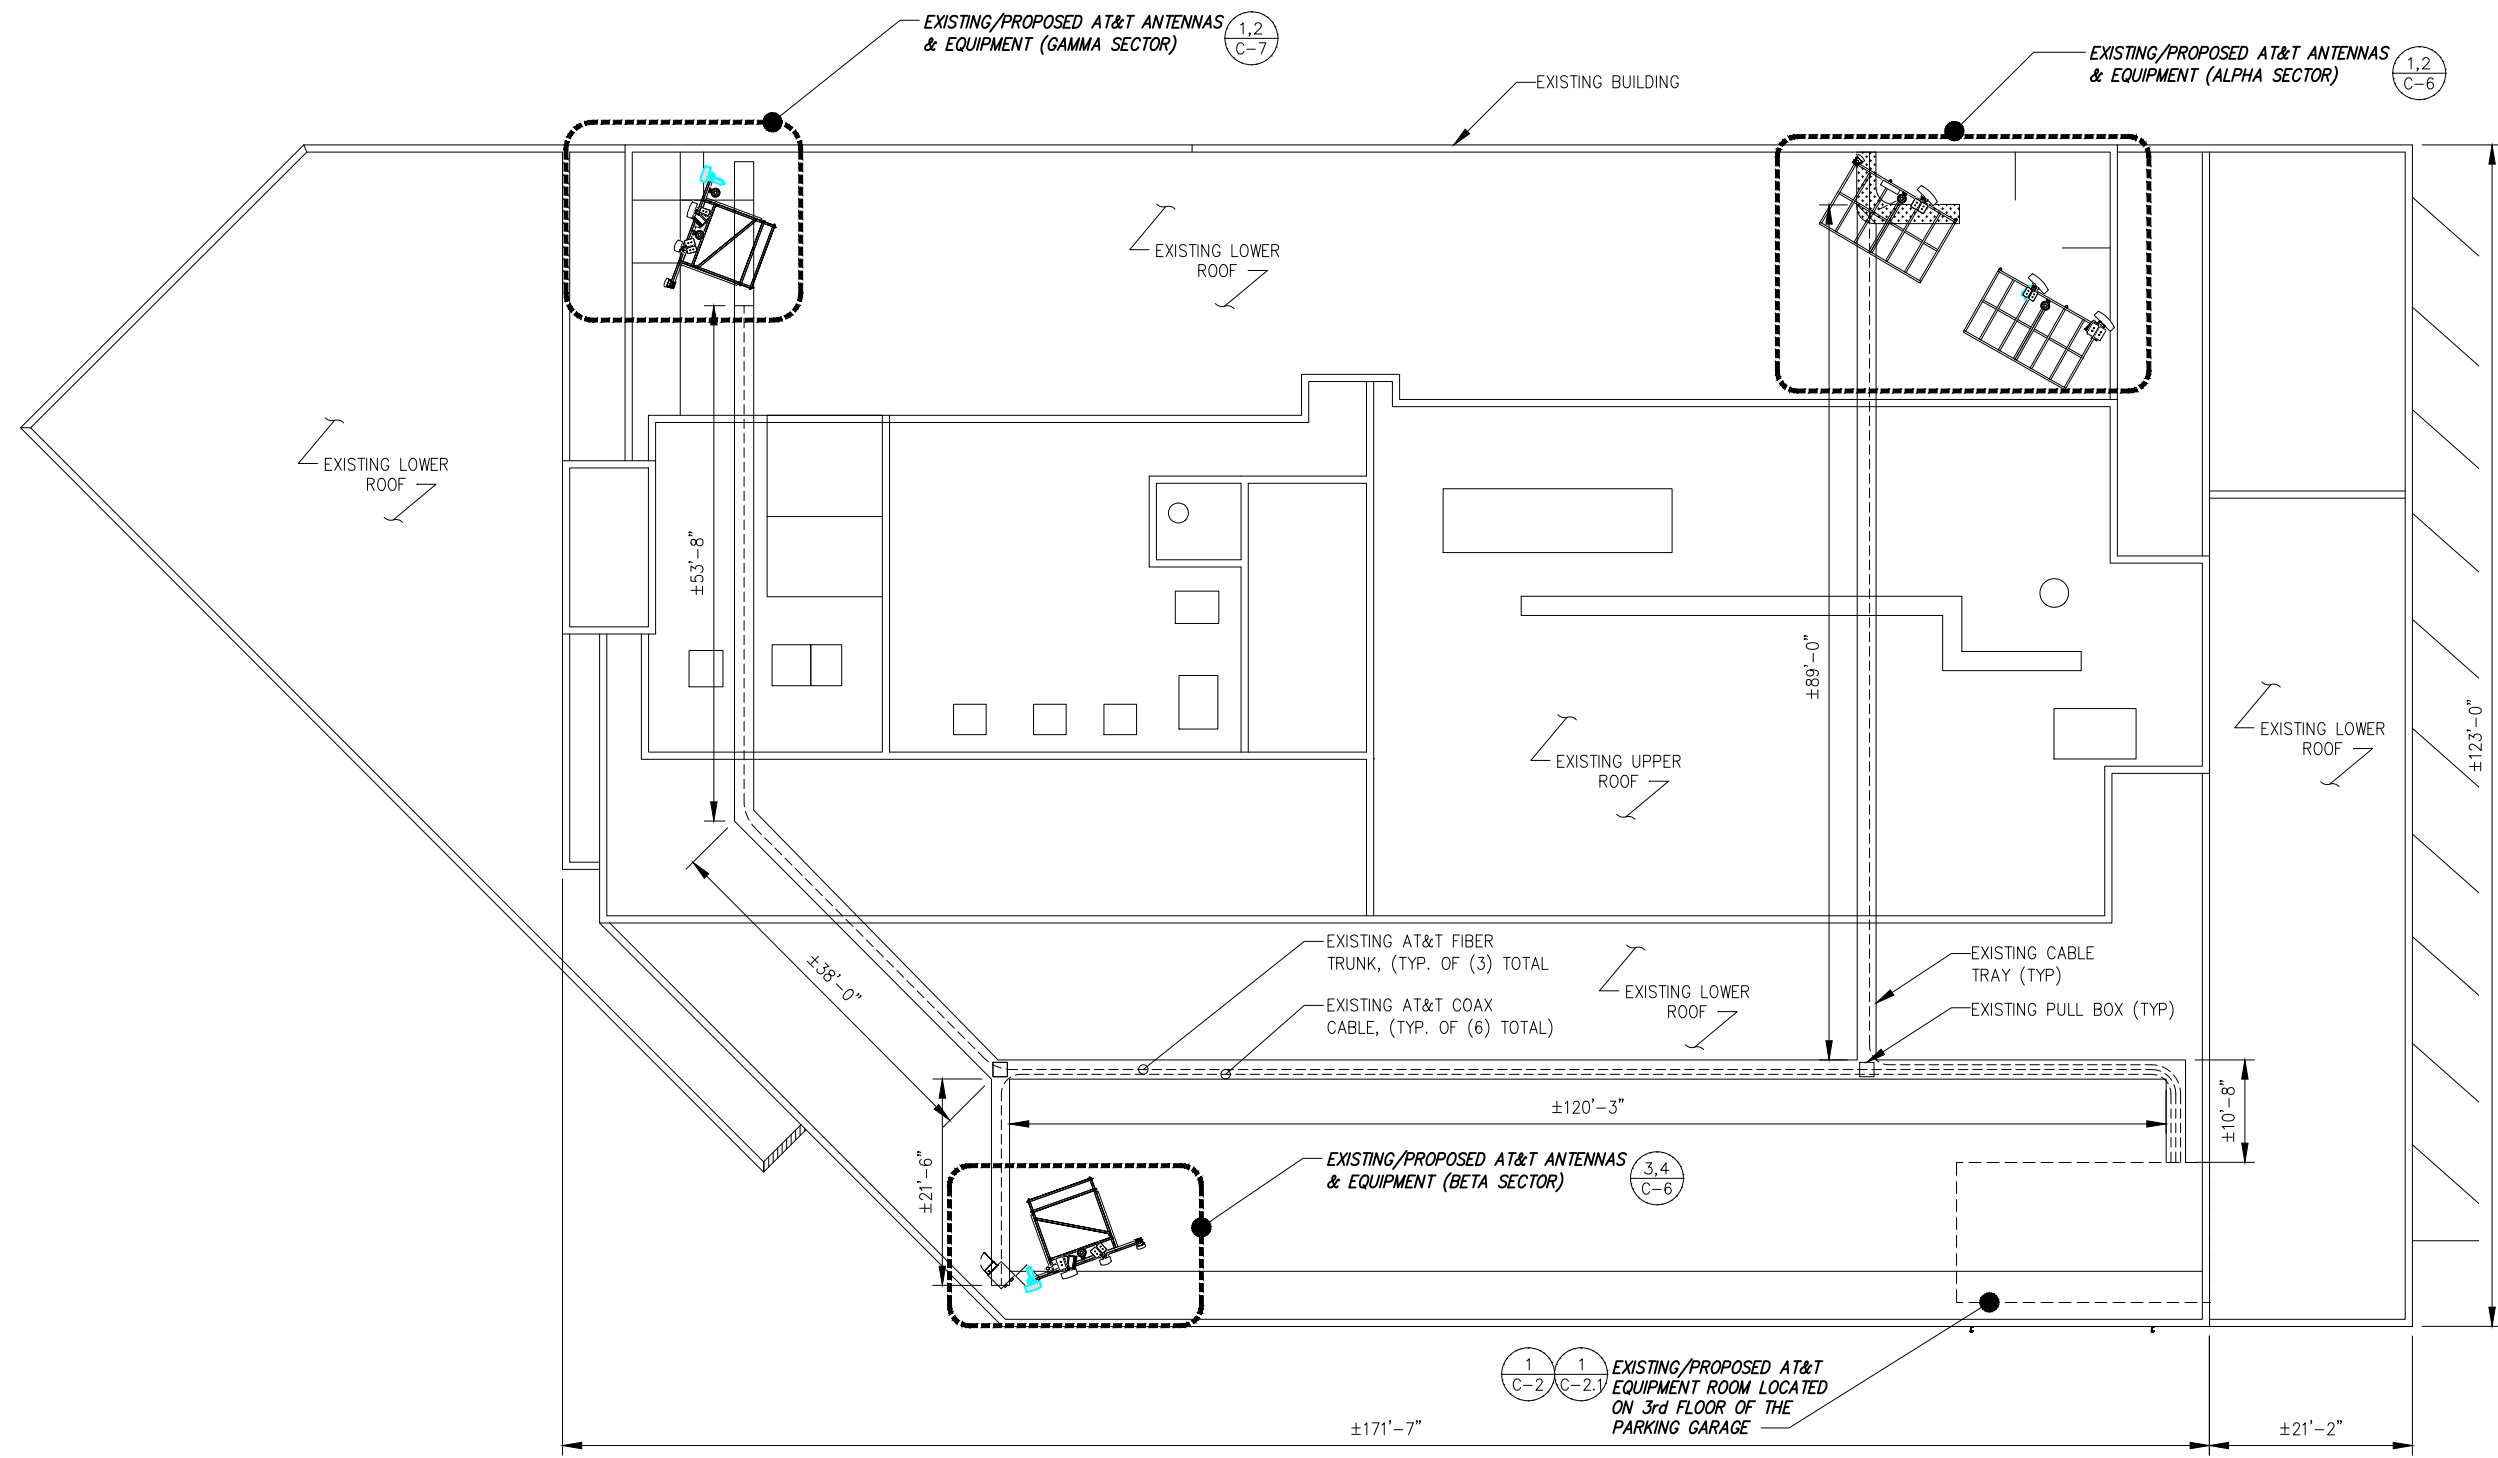 EXISTING/PROPOSED AT&T ANTENNAS
& EQUIPMENT (GAMMA SECTOR)
1,2
C-7
EXISTING BUILDING
EXISTING/PROPOSED AT&T ANTENNAS
& EQUIPMENT (ALPHA SECTOR)
1,2
C-6
EXISTING LOWER
ROOF
EXISTING LOWER
ROOF
±53'-8"
±89'-0"
EXISTING UPPER
ROOF
EXISTING LOWER
ROOF
±123'-0"
±38'-0"
EXISTING AT&T FIBER
TRUNK, (TYP. OF (3) TOTAL
EXISTING AT&T COAX
CABLE, (TYP. OF (6) TOTAL)
EXISTING LOWER
ROOF
EXISTING CABLE
TRAY (TYP)
EXISTING PULL BOX (TYP)
±120'-3"
±10'-8"
±21'-6"
EXISTING/PROPOSED AT&T ANTENNAS
& EQUIPMENT (BETA SECTOR)
3,4
C-6
1
C-2
1
C-2.1
EXISTING/PROPOSED AT&T
EQUIPMENT ROOM LOCATED
ON 3rd FLOOR OF THE
PARKING GARAGE
±171'-7"
±21'-2"